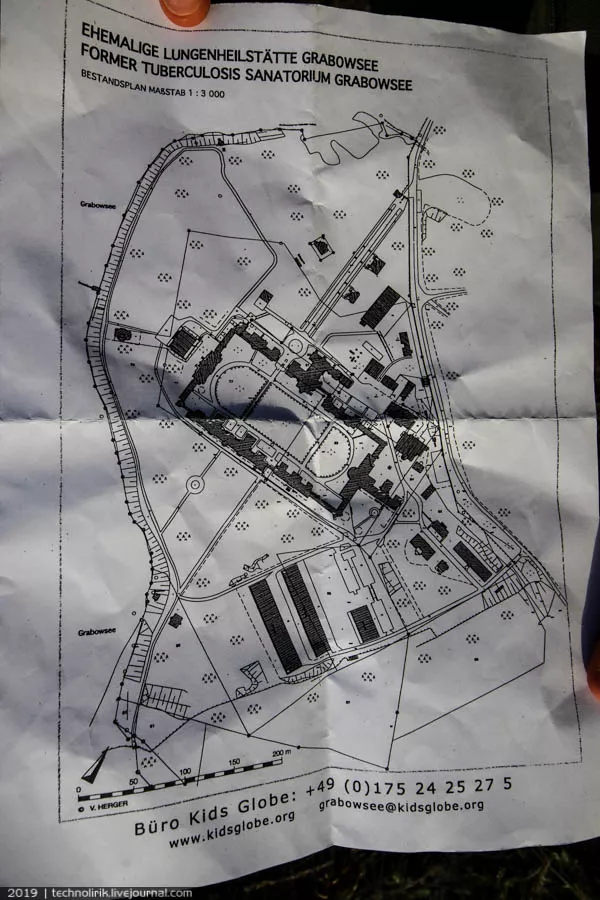 EHEMALIGE LUNGENHEILSTÄTTE GRABOWSEE
FORMER TUBERCULOSIS SANATORIUM GRABOWSEE
BESTANDSPLAN MAßSTAB 1 : 3 000
Grabowsee
Grabowsee
0 50 100 150 200 m
© V. HERGER
Büro Kids Globe: +49 (0)175 24 25 27 5
www.kidsglobe.org grabowsee@kidsglobe.org
2019 | technolirik.livejournal.com